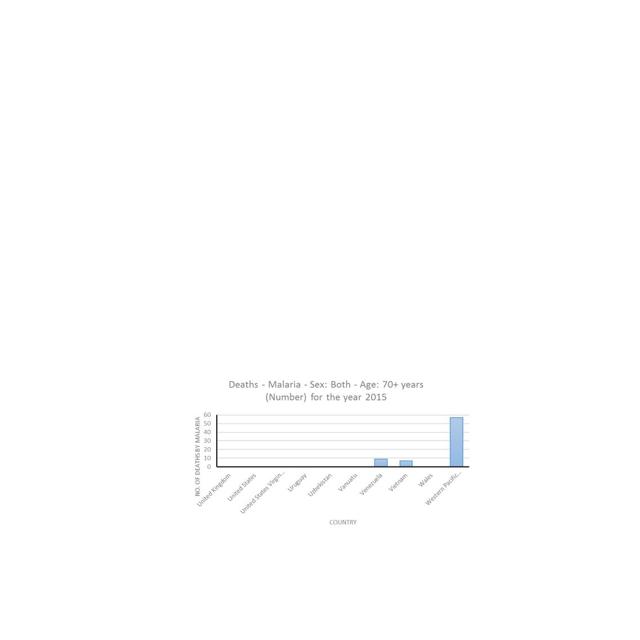 Deaths - Malaria - Sex: Both - Age: 70+ years
(Number) for the year 2015
NO. OF DEATHS BY MALARIA
60
50
40
30
20
10
0
United Kingdom
United States
United States Virgin...
Uruguay
Uzbekistan
Vanuatu
Venezuela
Vietnam
Wales
Western Pacific...
COUNTRY